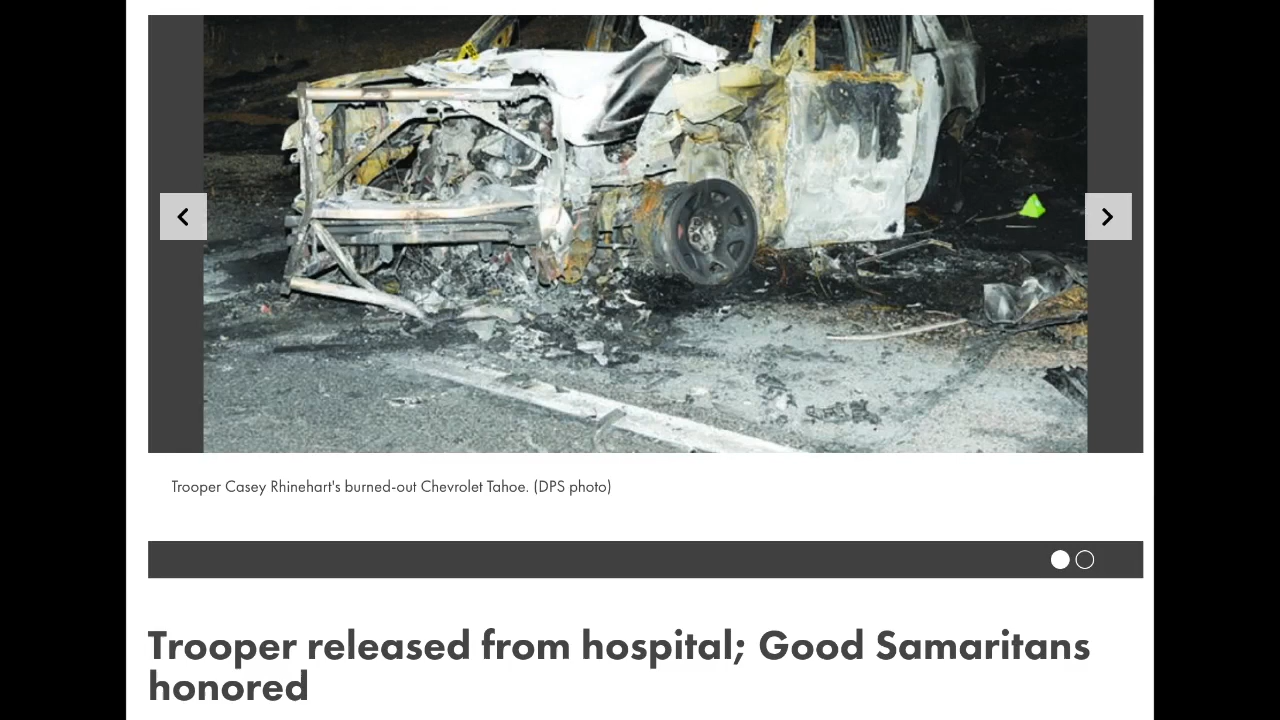 Trooper Casey Rhinehart's burned-out Chevrolet Tahoe. (DPS photo)
Trooper released from hospital; Good Samaritans
honored